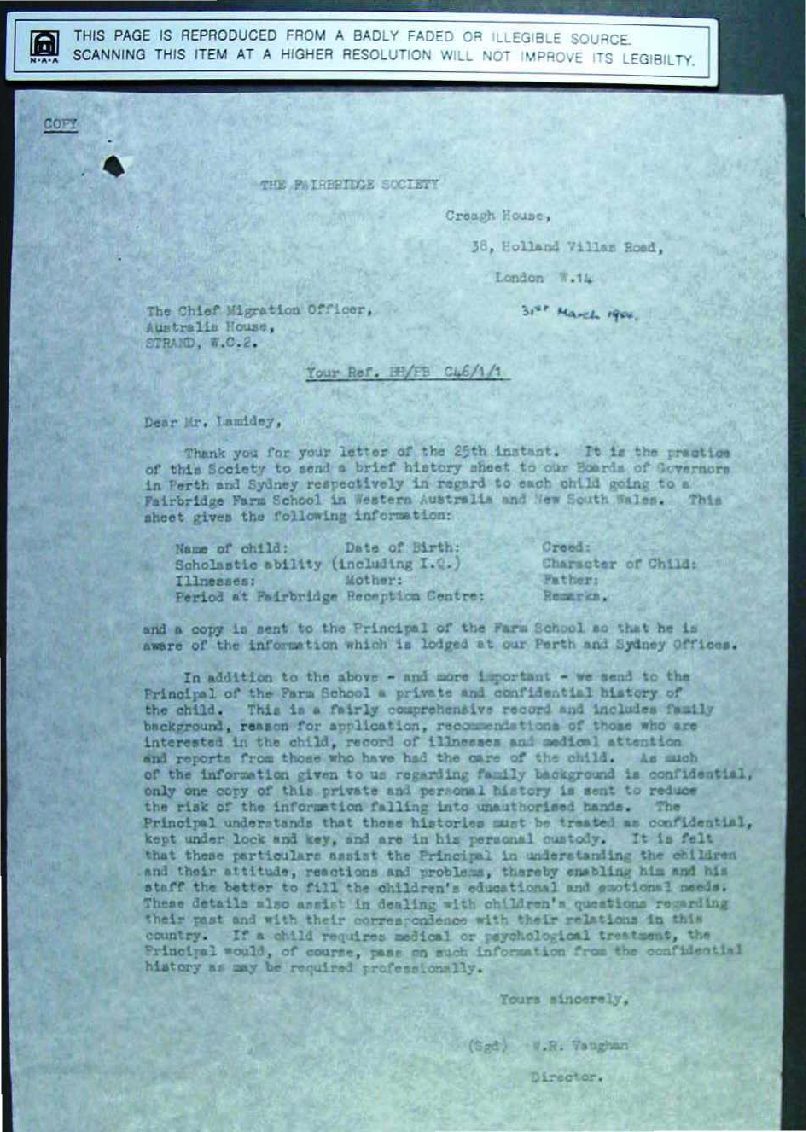 THIS PAGE IS REPRODUCED FROM A BADLY FADED OR ILLEGIBLE SOURCE.
SCANNING THIS ITEM AT A HIGHER RESOLUTION WILL NOT IMPROVE ITS LEGIBILTY.
N·A·A
COPY
THE FAIRBRIDGE SOCIETY
Creagh House,
38, Holland Villas Road,
London W.14
31st March
The Chief Migration Officer,
Australia House,
STRAND, W.C.2.
Your Ref. BH/FB C46/1/1
Dear Mr. Lamidey,
Thank you for your letter of the 25th instant. It is the practice
of this Society to send a brief history sheet to our Boards of Governors
in Perth and Sydney respectively in regard to each child going to a
Fairbridge Farm School in Western Australia and New South Wales. This
sheet gives the following information:
Name of child: Date of Birth: Creed:
Scholastic ability (including I.Q.) Character of Child:
Illnesses: Mother: Father:
Period at Fairbridge Reception Centre: Remarks.
and a copy is sent to the Principal of the Farm School so that he is
aware of the information which is lodged at our Perth and Sydney Offices.
In addition to the above - and more important - we send to the
Principal of the Farm School a private and confidential history of
the child. This is a fairly comprehensive record and includes family
background, reason for application, recommendations of those who are
interested in the child, record of illnesses and medical attention
and reports from those who have had the care of the child. As much
of the information given to us regarding family background is confidential,
only one copy of this private and personal history is sent to reduce
the risk of the information falling into unauthorised hands. The
Principal understands that these histories must be treated as confidential,
kept under lock and key, and are in his personal custody. It is felt
that these particulars assist the Principal in understanding the children
and their attitude, reactions and problems, thereby enabling him and his
staff the better to fill the children's educational and emotional needs.
These details also assist in dealing with children's questions regarding
their past and with their correspondence with their relations in this
country. If a child requires medical or psychological treatment, the
Principal would, of course, pass on such information from the confidential
history as may be required professionally.
Yours sincerely,
(Sgd) W.R. Vaughan
Director.